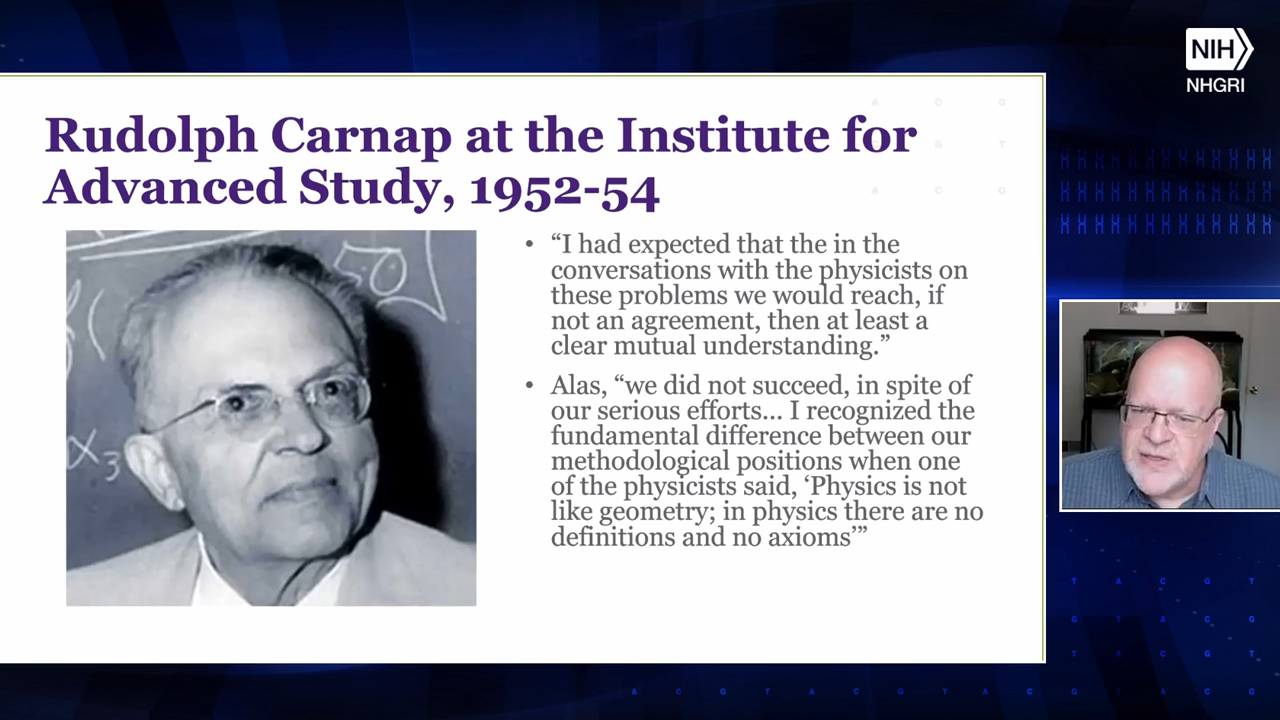 NIH
NHGRI
Rudolph Carnap at the Institute for
Advanced Study, 1952-54
• “I had expected that the in the
conversations with the physicists on
these problems we would reach, if
not an agreement, then at least a
clear mutual understanding.”
• Alas, “we did not succeed, in spite of
our serious efforts... I recognized the
fundamental difference between our
methodological positions when one
of the physicists said, ‘Physics is not
like geometry; in physics there are no
definitions and no axioms’”
50
x₃
A C G
G T
A C G
T A C G T
G T A C G
T A C G T
A C G T A C G T A C G T A C G